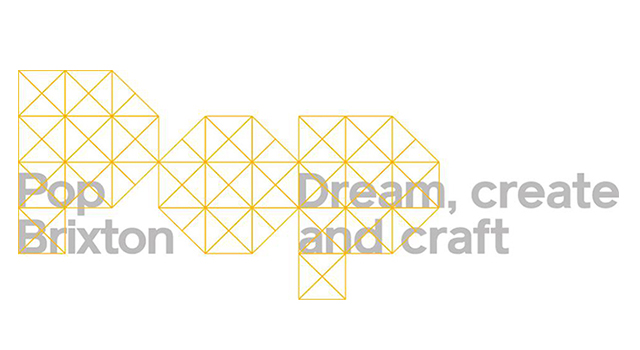 Pop
Brixton
Dream, create
and craft